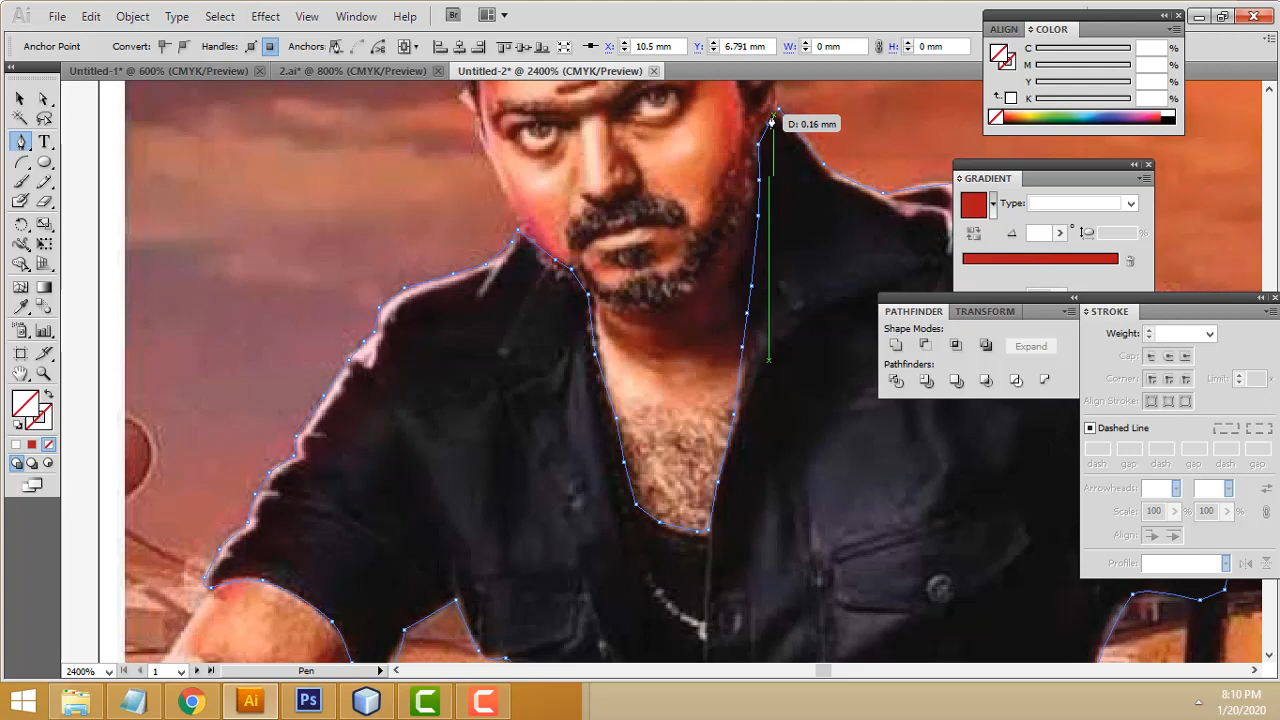 Ai File Edit Object Type Select Effect View Window Help Br
Anchor Point Convert: Handles: Anchors: X: 10.5 mm Y: 6.791 mm W: 0 mm H: 0 mm
Untitled-1* @ 600% (CMYK/Preview) 2.ai* @ 800% (CMYK/Preview) Untitled-2* @ 2400% (CMYK/Preview)
ALIGN COLOR
C %
M %
Y %
K %
D: 0.16 mm
GRADIENT
Type:
° %
PATHFINDER TRANSFORM
Shape Modes:
Expand
Pathfinders:
STROKE
Weight:
Cap:
Corner: Limit: x
Align Stroke:
Dashed Line
dash gap dash gap dash gap
Arrowheads:
Scale: 100 % 100 %
Align:
Profile:
2400% 1 Pen
Ai Ps C C
8:10 PM
1/20/2020